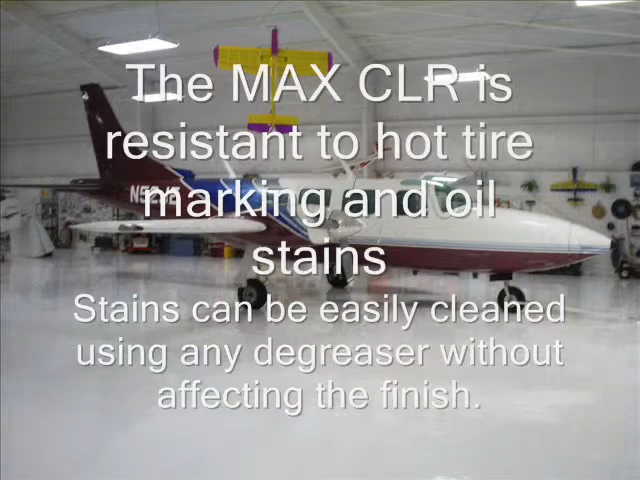 The MAX CLR is
resistant to hot tire
marking and oil
stains
Stains can be easily cleaned
using any degreaser without
affecting the finish.